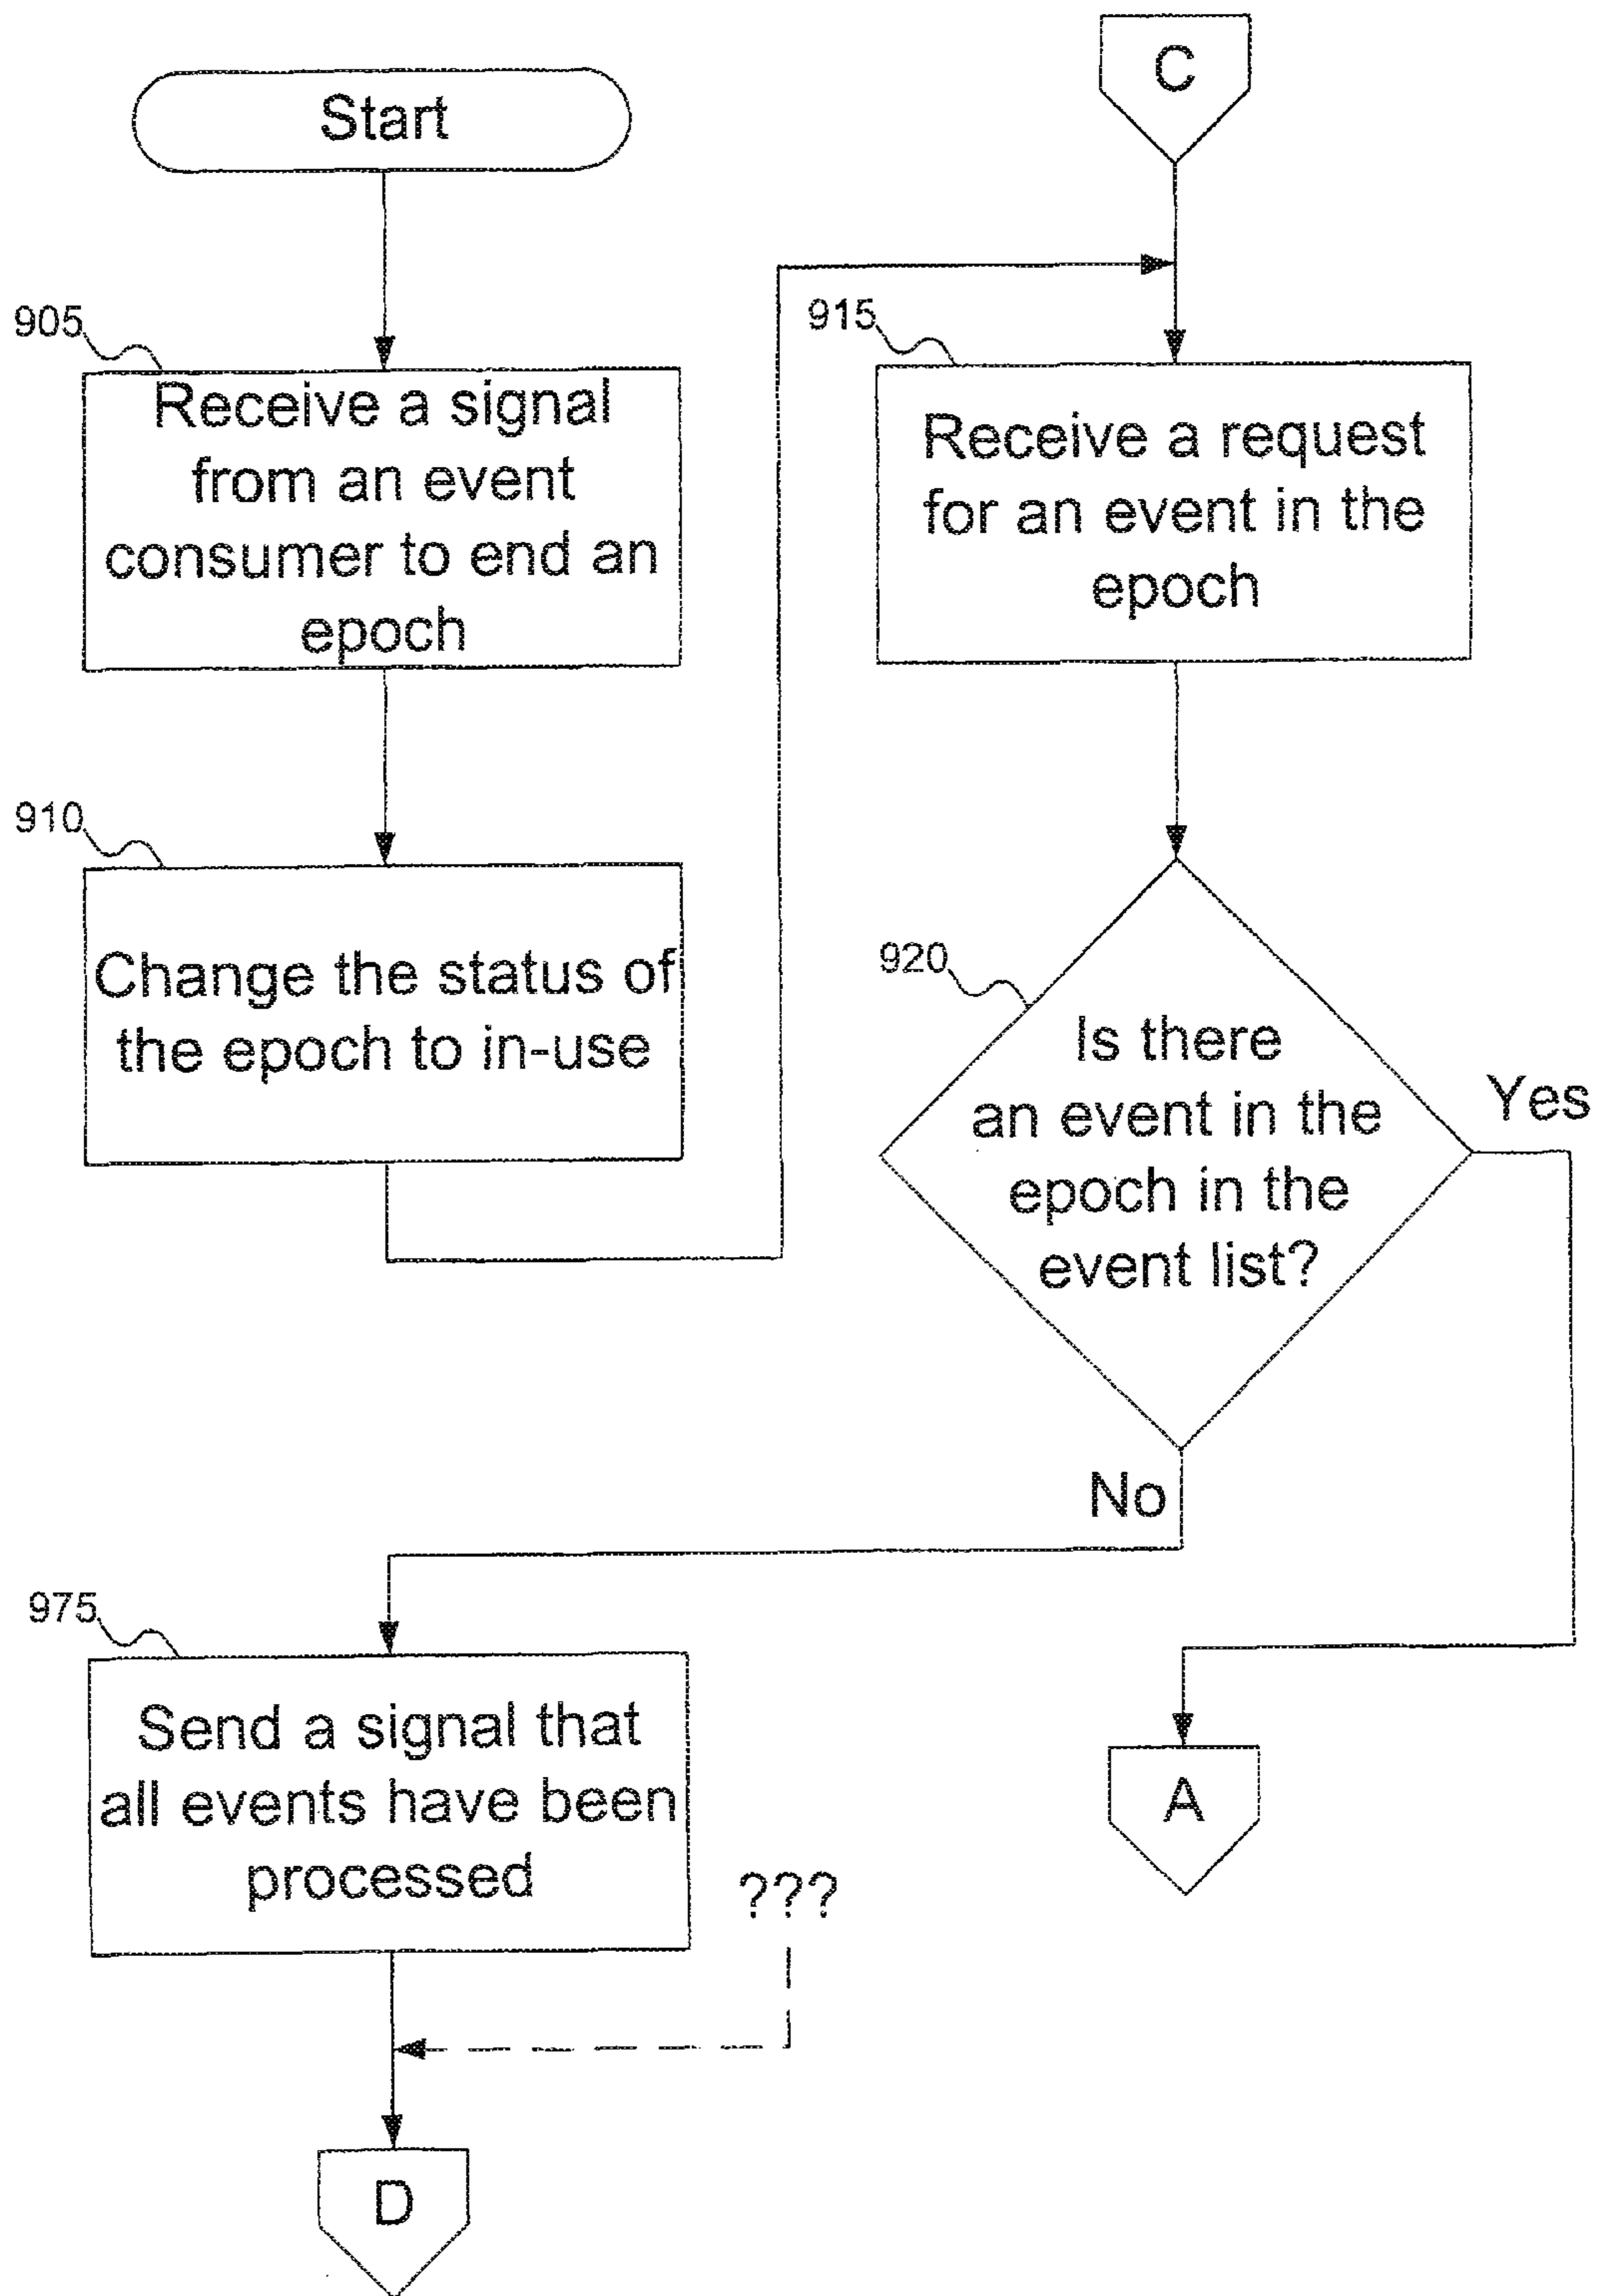 Start
905
Receive a signal
from an event
consumer to end an
epoch
910
Change the status of
the epoch to in-use
C
915
Receive a request
for an event in the
epoch
920
Is there
an event in the
epoch in the
event list?
Yes
No
975
Send a signal that
all events have been
processed
???
D
A